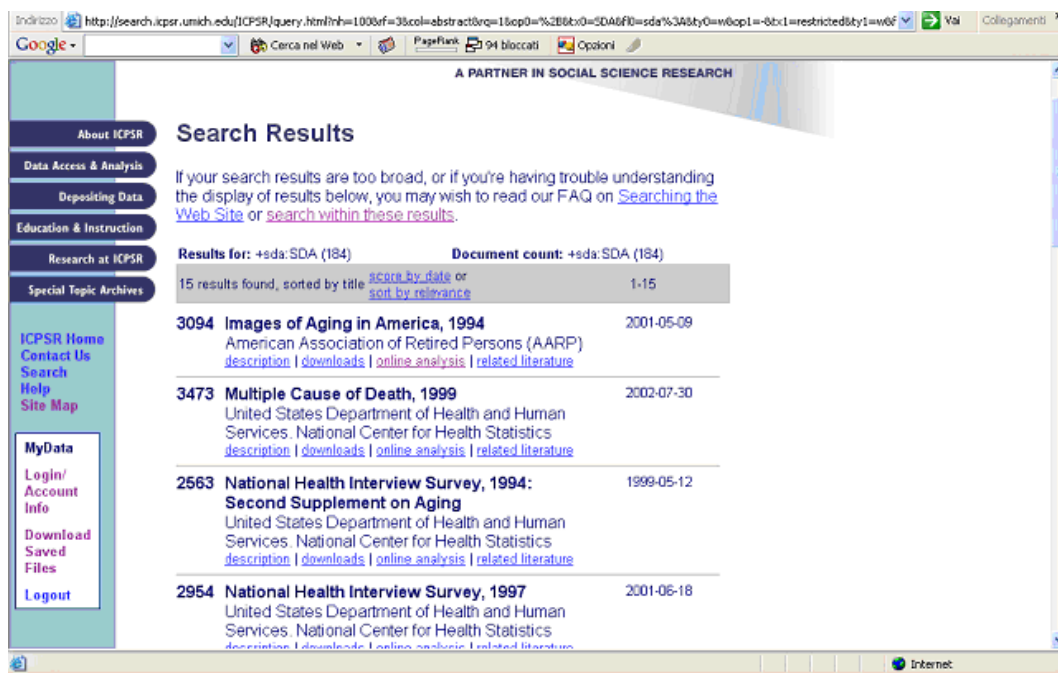 Indirizzo http://search.icpsr.umich.edu/ICPSR/query.html?nh=100&rf=3&col=abstract&rq=1&op0=%2B&tx0=SDA&fl0=sda%3A&ty0=w&op1=-&tx1=restricted&ty1=w&f Vai Collegamenti
Google Cerca nel Web PageRank 94 bloccati Opzioni
A PARTNER IN SOCIAL SCIENCE RESEARCH
About ICPSR
Data Access & Analysis
Depositing Data
Education & Instruction
Research at ICPSR
Special Topic Archives
ICPSR Home
Contact Us
Search
Help
Site Map
MyData
Login/
Account
Info
Download
Saved
Files
Logout
Search Results
If your search results are too broad, or if you're having trouble understanding
the display of results below, you may wish to read our FAQ on Searching the
Web Site or search within these results.
Results for: +sda:SDA (184) Document count: +sda:SDA (184)
15 results found, sorted by title score by date or
sort by relevance
1-15
3094 Images of Aging in America, 1994 2001-05-09
American Association of Retired Persons (AARP)
description | downloads | online analysis | related literature
3473 Multiple Cause of Death, 1999 2002-07-30
United States Department of Health and Human
Services. National Center for Health Statistics
description | downloads | online analysis | related literature
2563 National Health Interview Survey, 1994: 1999-05-12
Second Supplement on Aging
United States Department of Health and Human
Services. National Center for Health Statistics
description | downloads | online analysis | related literature
2954 National Health Interview Survey, 1997 2001-06-18
United States Department of Health and Human
Services. National Center for Health Statistics
description | downloads | online analysis | related literature
Internet